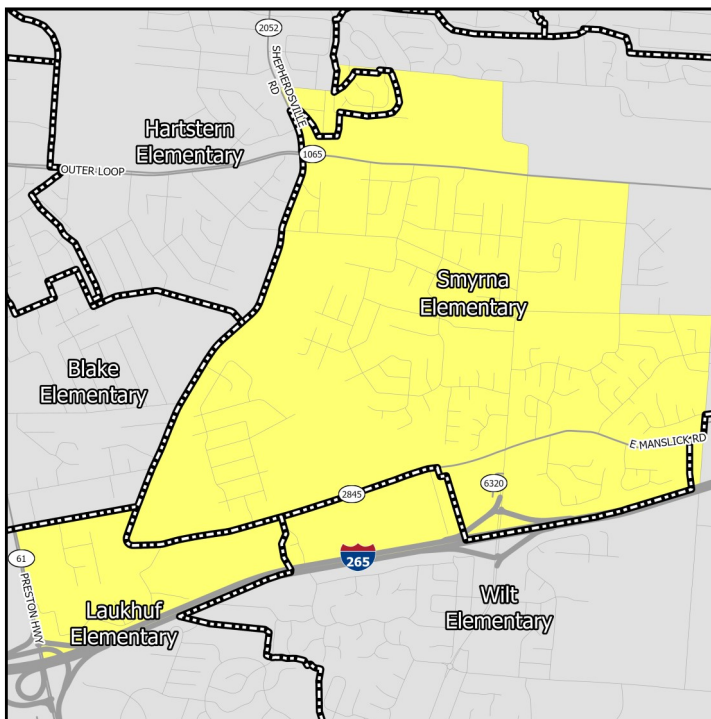 2052
SHEPHERDSVILLE
RD
Hartstern
Elementary
1065
OUTER LOOP
Smyrna
Elementary
Blake
Elementary
E MANSLICK RD
6320
2845
61
265
PRESTON HWY
Laukhuf
Elementary
Wilt
Elementary